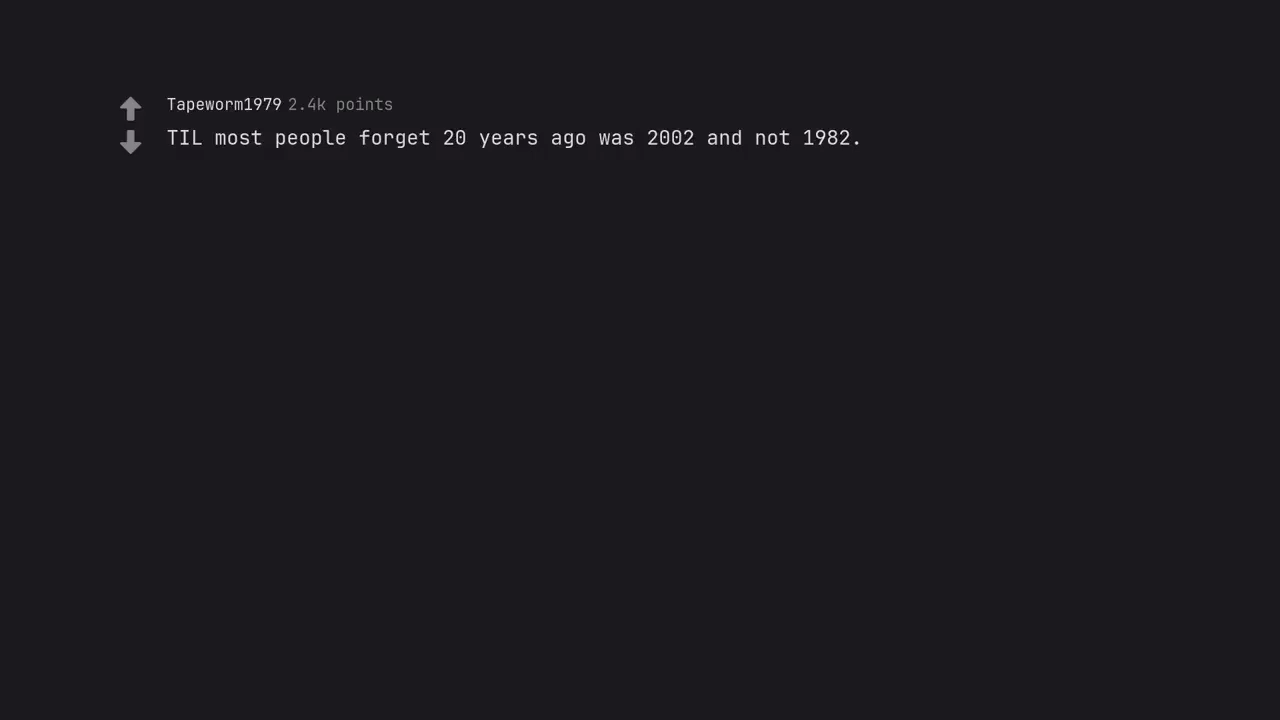 Tapeworm1979 2.4k points
TIL most people forget 20 years ago was 2002 and not 1982.